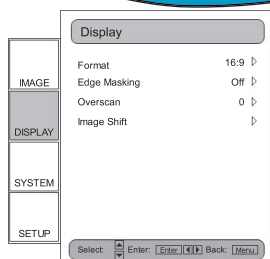 Display
Format 16:9
Edge Masking Off
Overscan 0
Image Shift
IMAGE
DISPLAY
SYSTEM
SETUP
Select: Enter: Enter Back: Menu